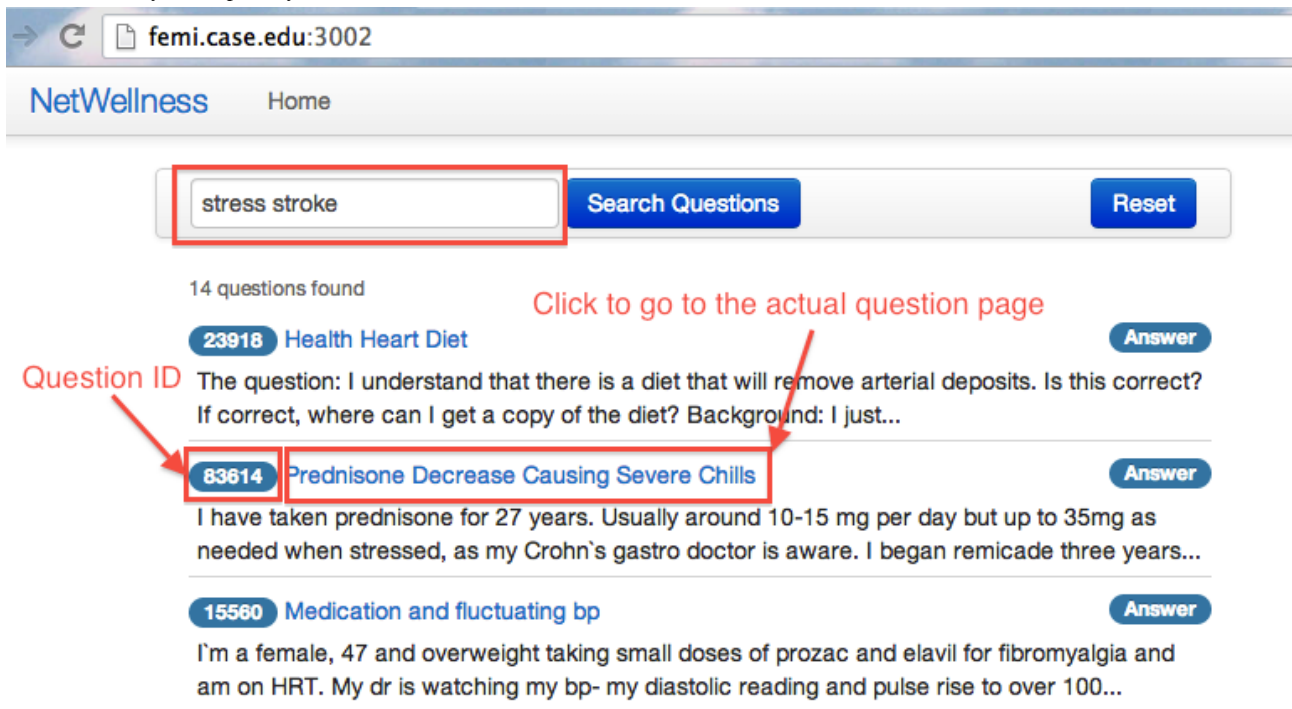 femi.case.edu:3002
NetWellness Home
stress stroke Search Questions Reset
14 questions found
Click to go to the actual question page
23918 Health Heart Diet Answer
Question ID
The question: I understand that there is a diet that will remove arterial deposits. Is this correct?
If correct, where can I get a copy of the diet? Background: I just...
83614 Prednisone Decrease Causing Severe Chills Answer
I have taken prednisone for 27 years. Usually around 10-15 mg per day but up to 35mg as
needed when stressed, as my Crohn`s gastro doctor is aware. I began remicade three years...
15560 Medication and fluctuating bp Answer
I`m a female, 47 and overweight taking small doses of prozac and elavil for fibromyalgia and
am on HRT. My dr is watching my bp- my diastolic reading and pulse rise to over 100...